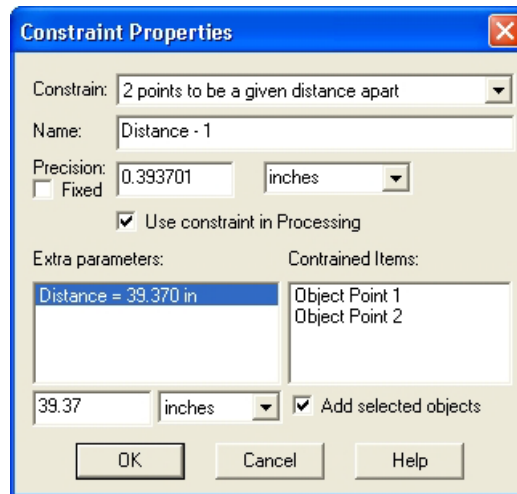 Constraint Properties
Constrain: 2 points to be a given distance apart
Name: Distance - 1
Precision: 0.393701 inches
Fixed
Use constraint in Processing
Extra parameters: Contrained Items:
Distance = 39.370 in
Object Point 1
Object Point 2
39.37 inches Add selected objects
OK Cancel Help